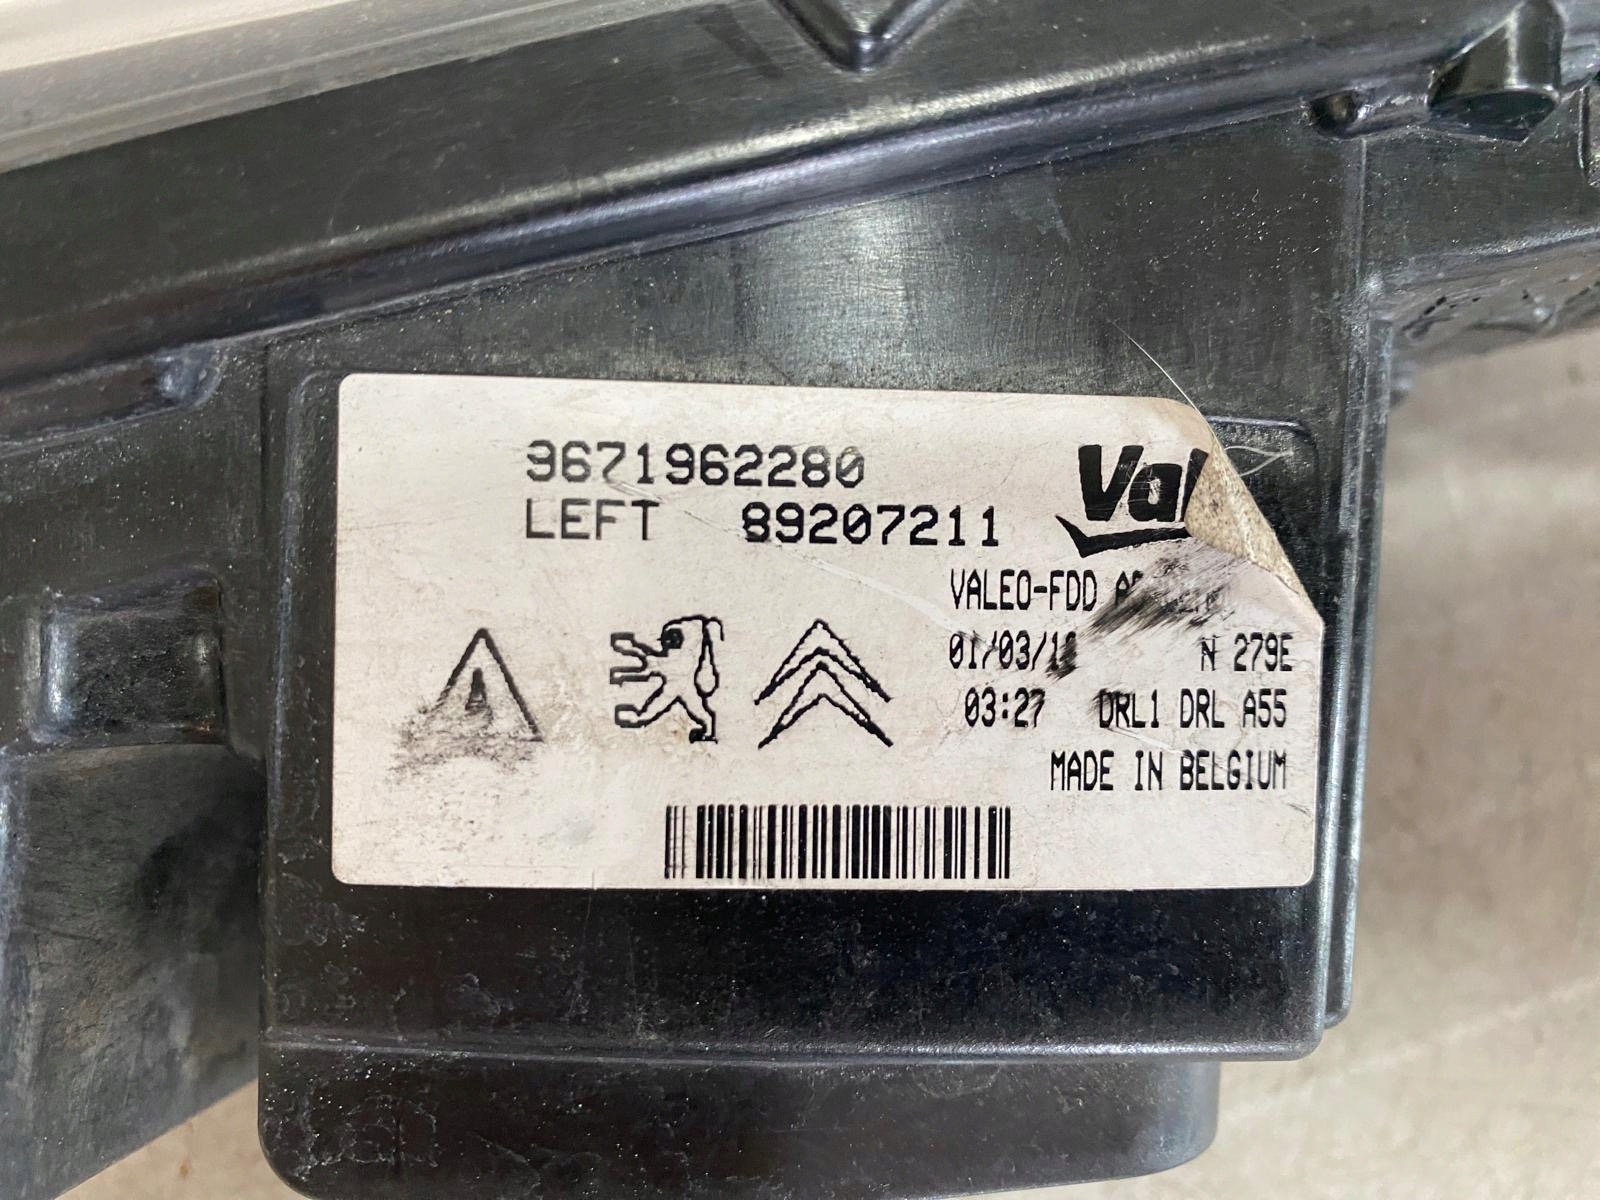 9671962280
LEFT 89207211
VALEO-FDD
N 279E
03:27 DRL1 DRL A55
MADE IN BELGIUM